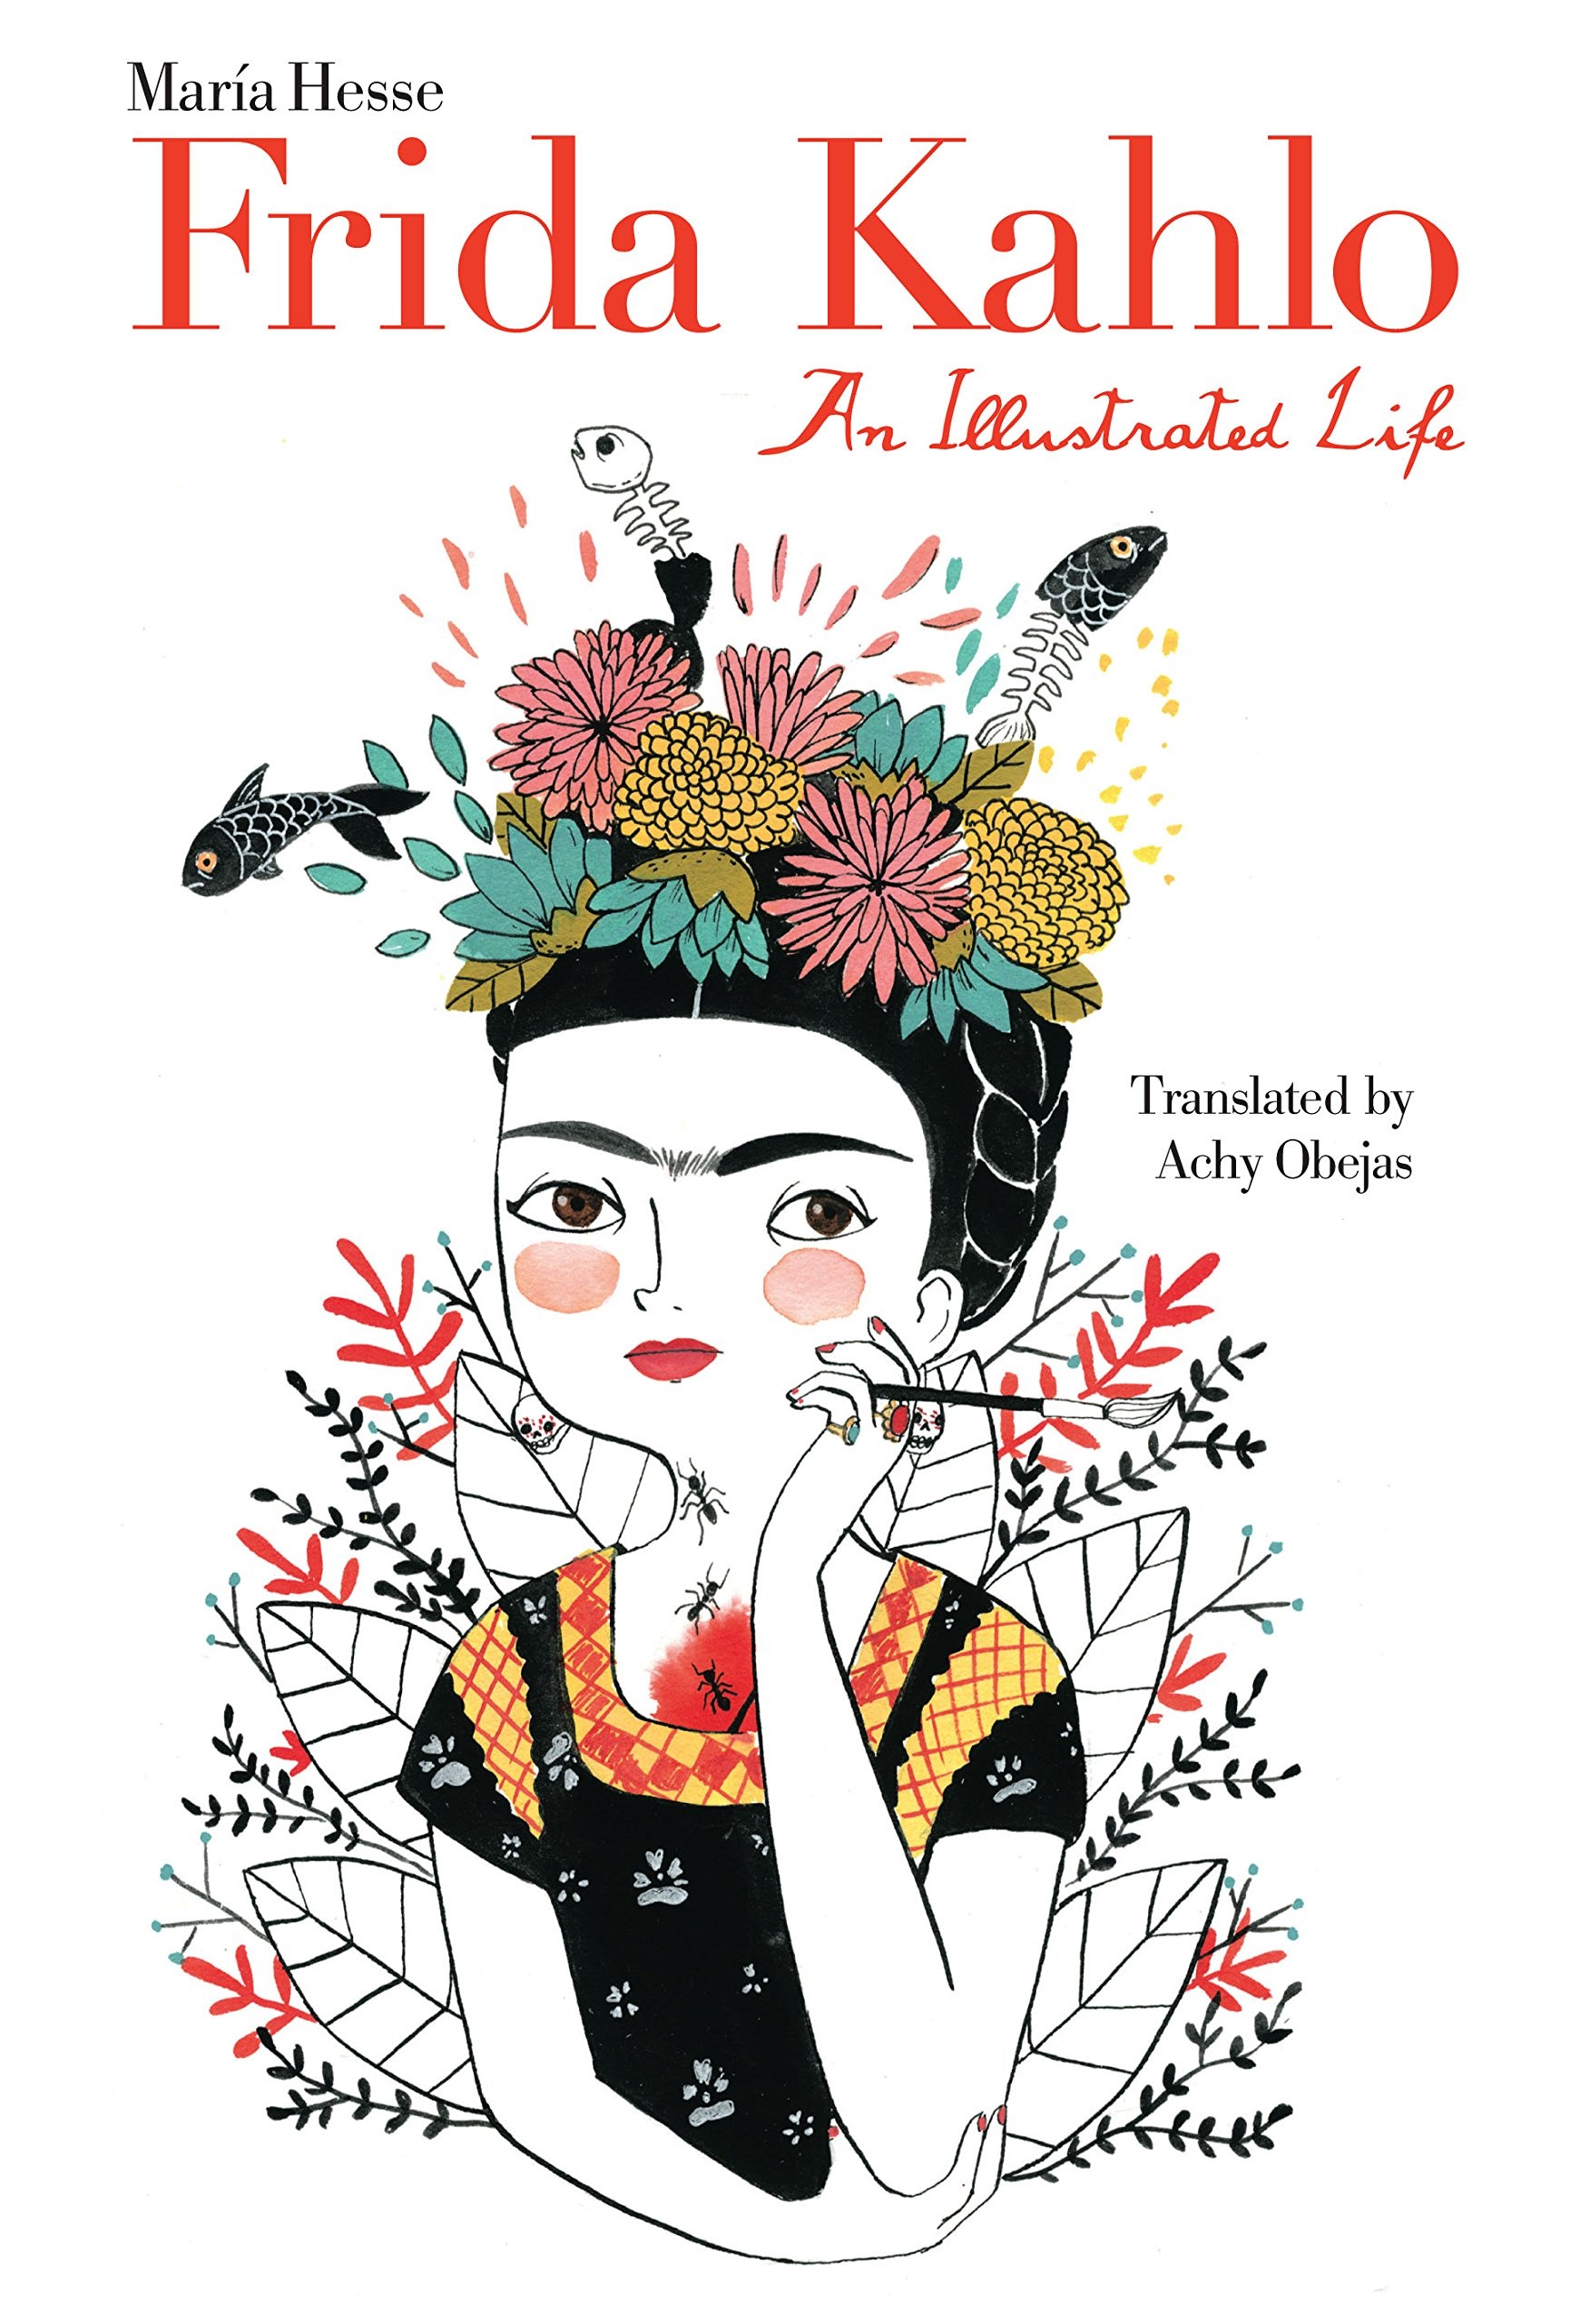 María Hesse
Frida Kahlo
An Illustrated Life
Translated by
Achy Obejas